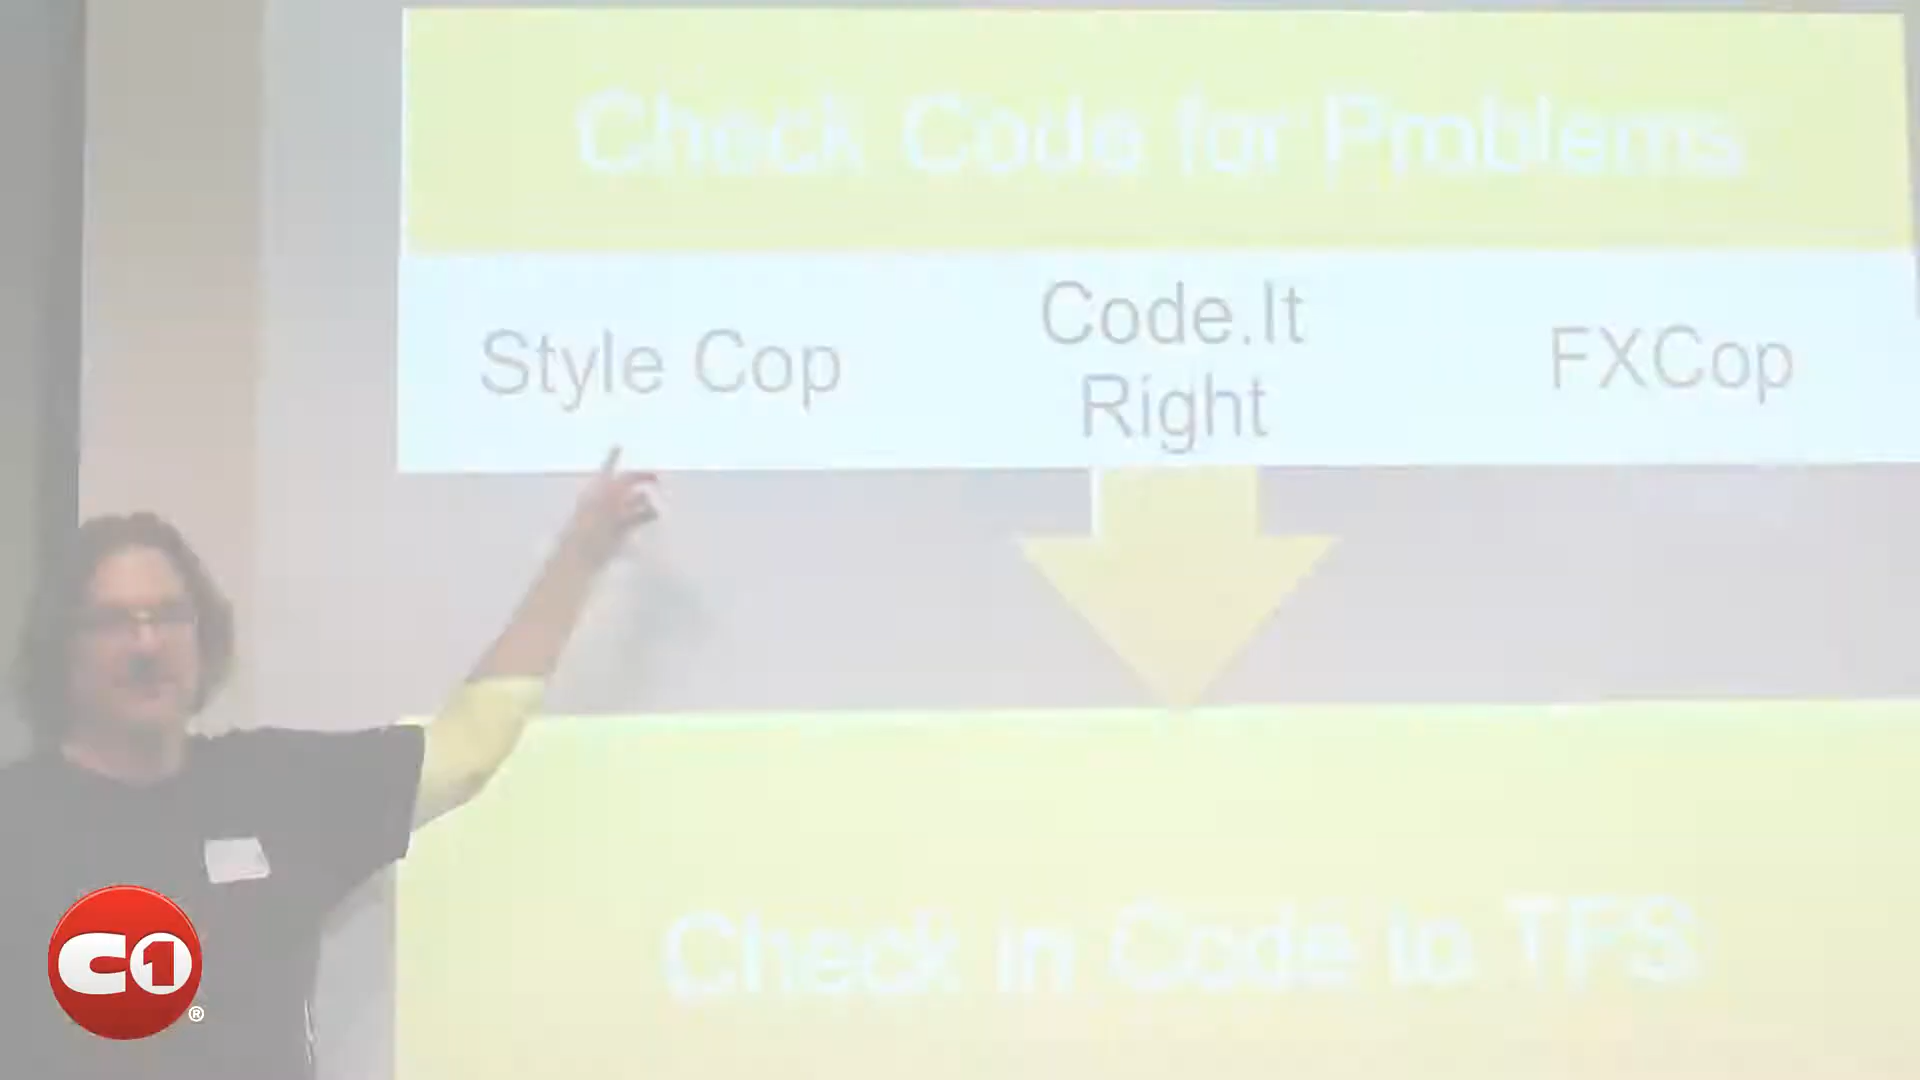 Check Code for Problems
Style Cop
Code.It
Right
FXCop
Check in Code to TFS
C1
®